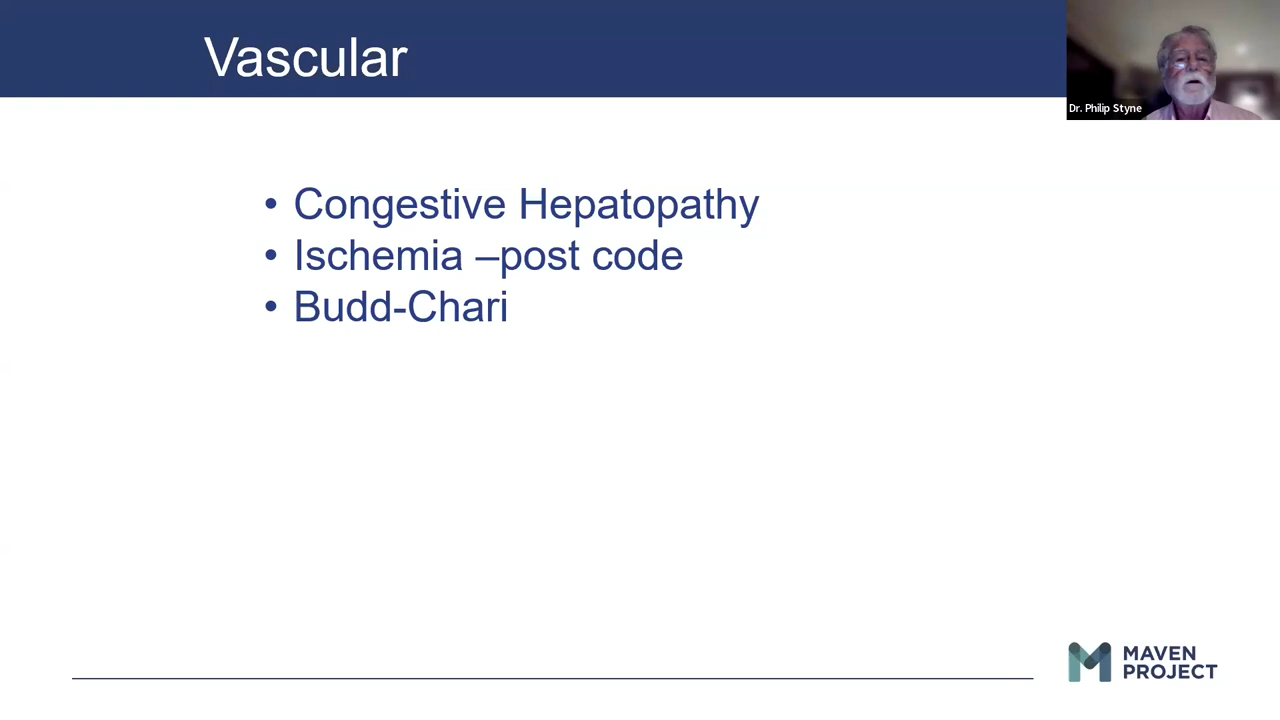 Vascular
Dr. Philip Styne
• Congestive Hepatopathy
• Ischemia –post code
• Budd-Chari
MAVEN
PROJECT